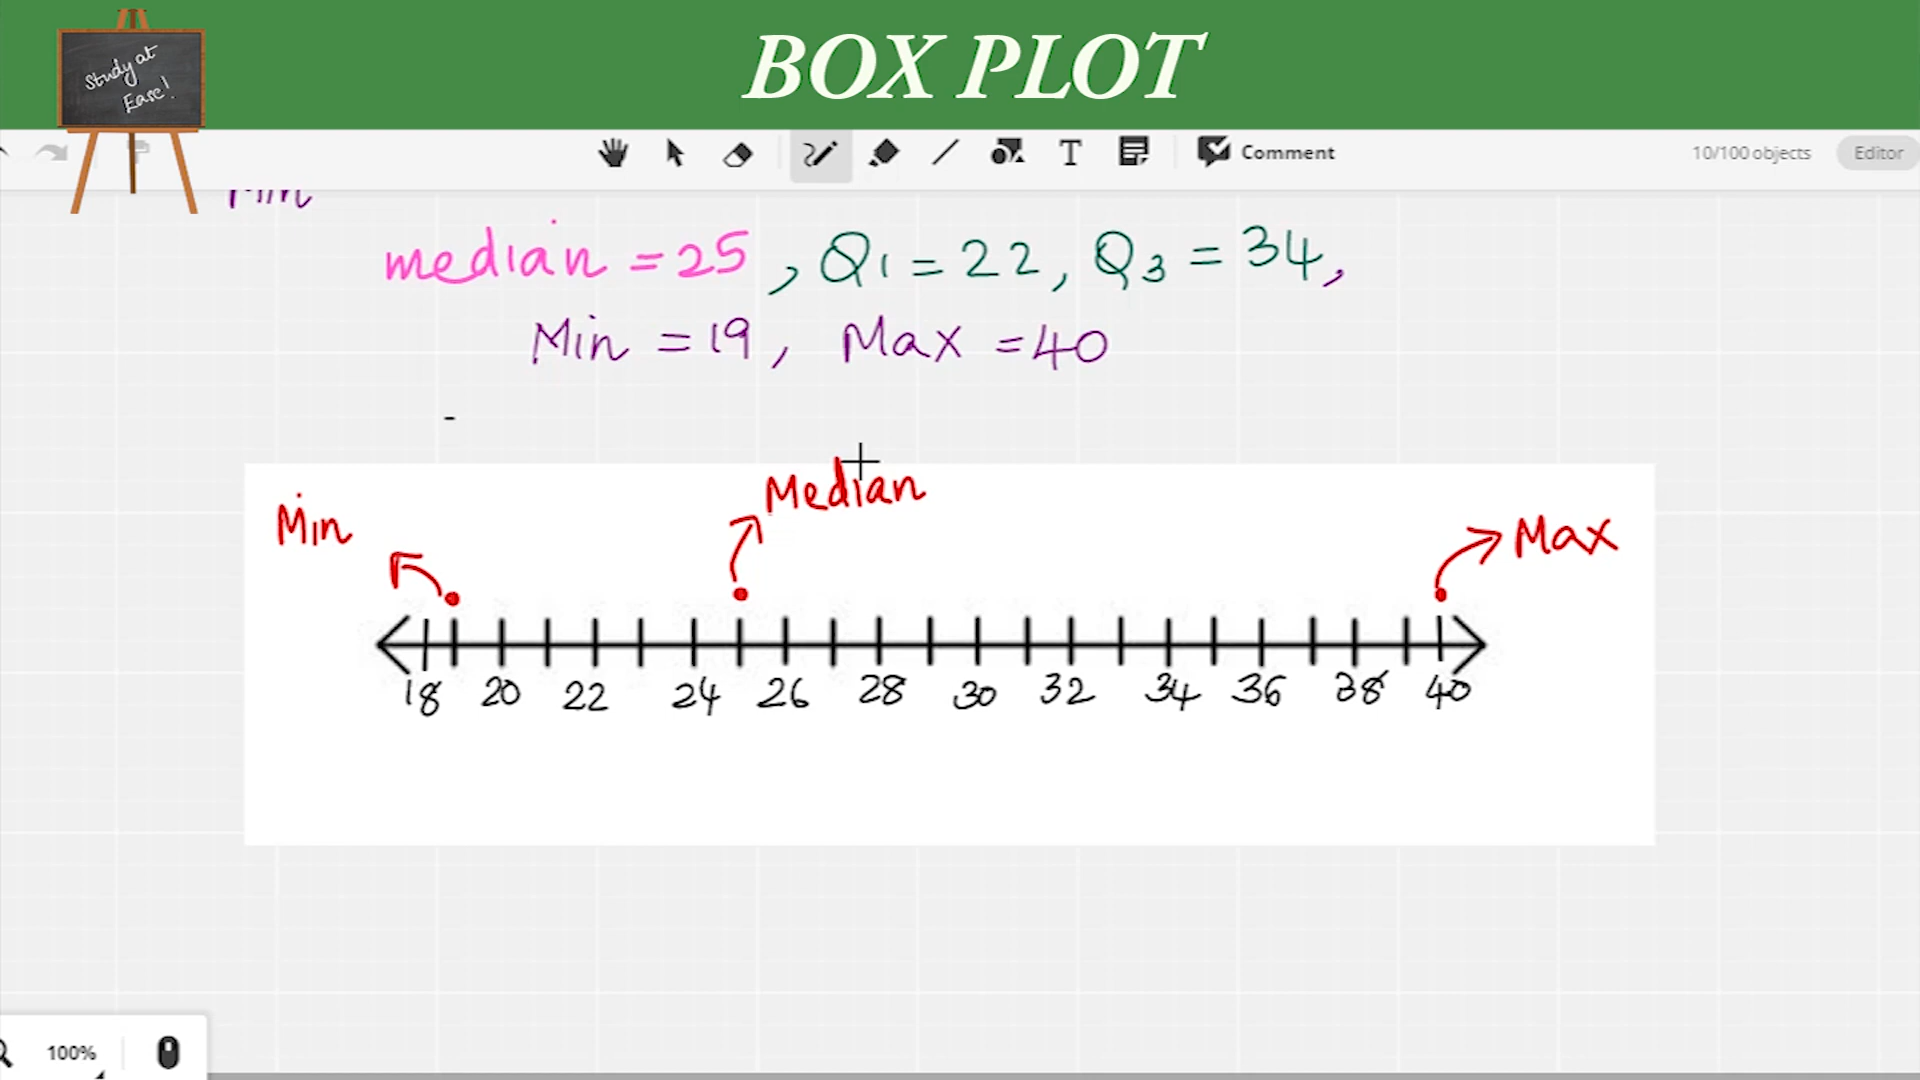 BOX PLOT
Study at
Ease!
Comment
10/100 objects
Editor
Min
median = 25, Q1 = 22, Q3 = 34,
Min = 19, Max = 40
Median
Min
Max
18 20 22 24 26 28 30 32 34 36 38 40
100%